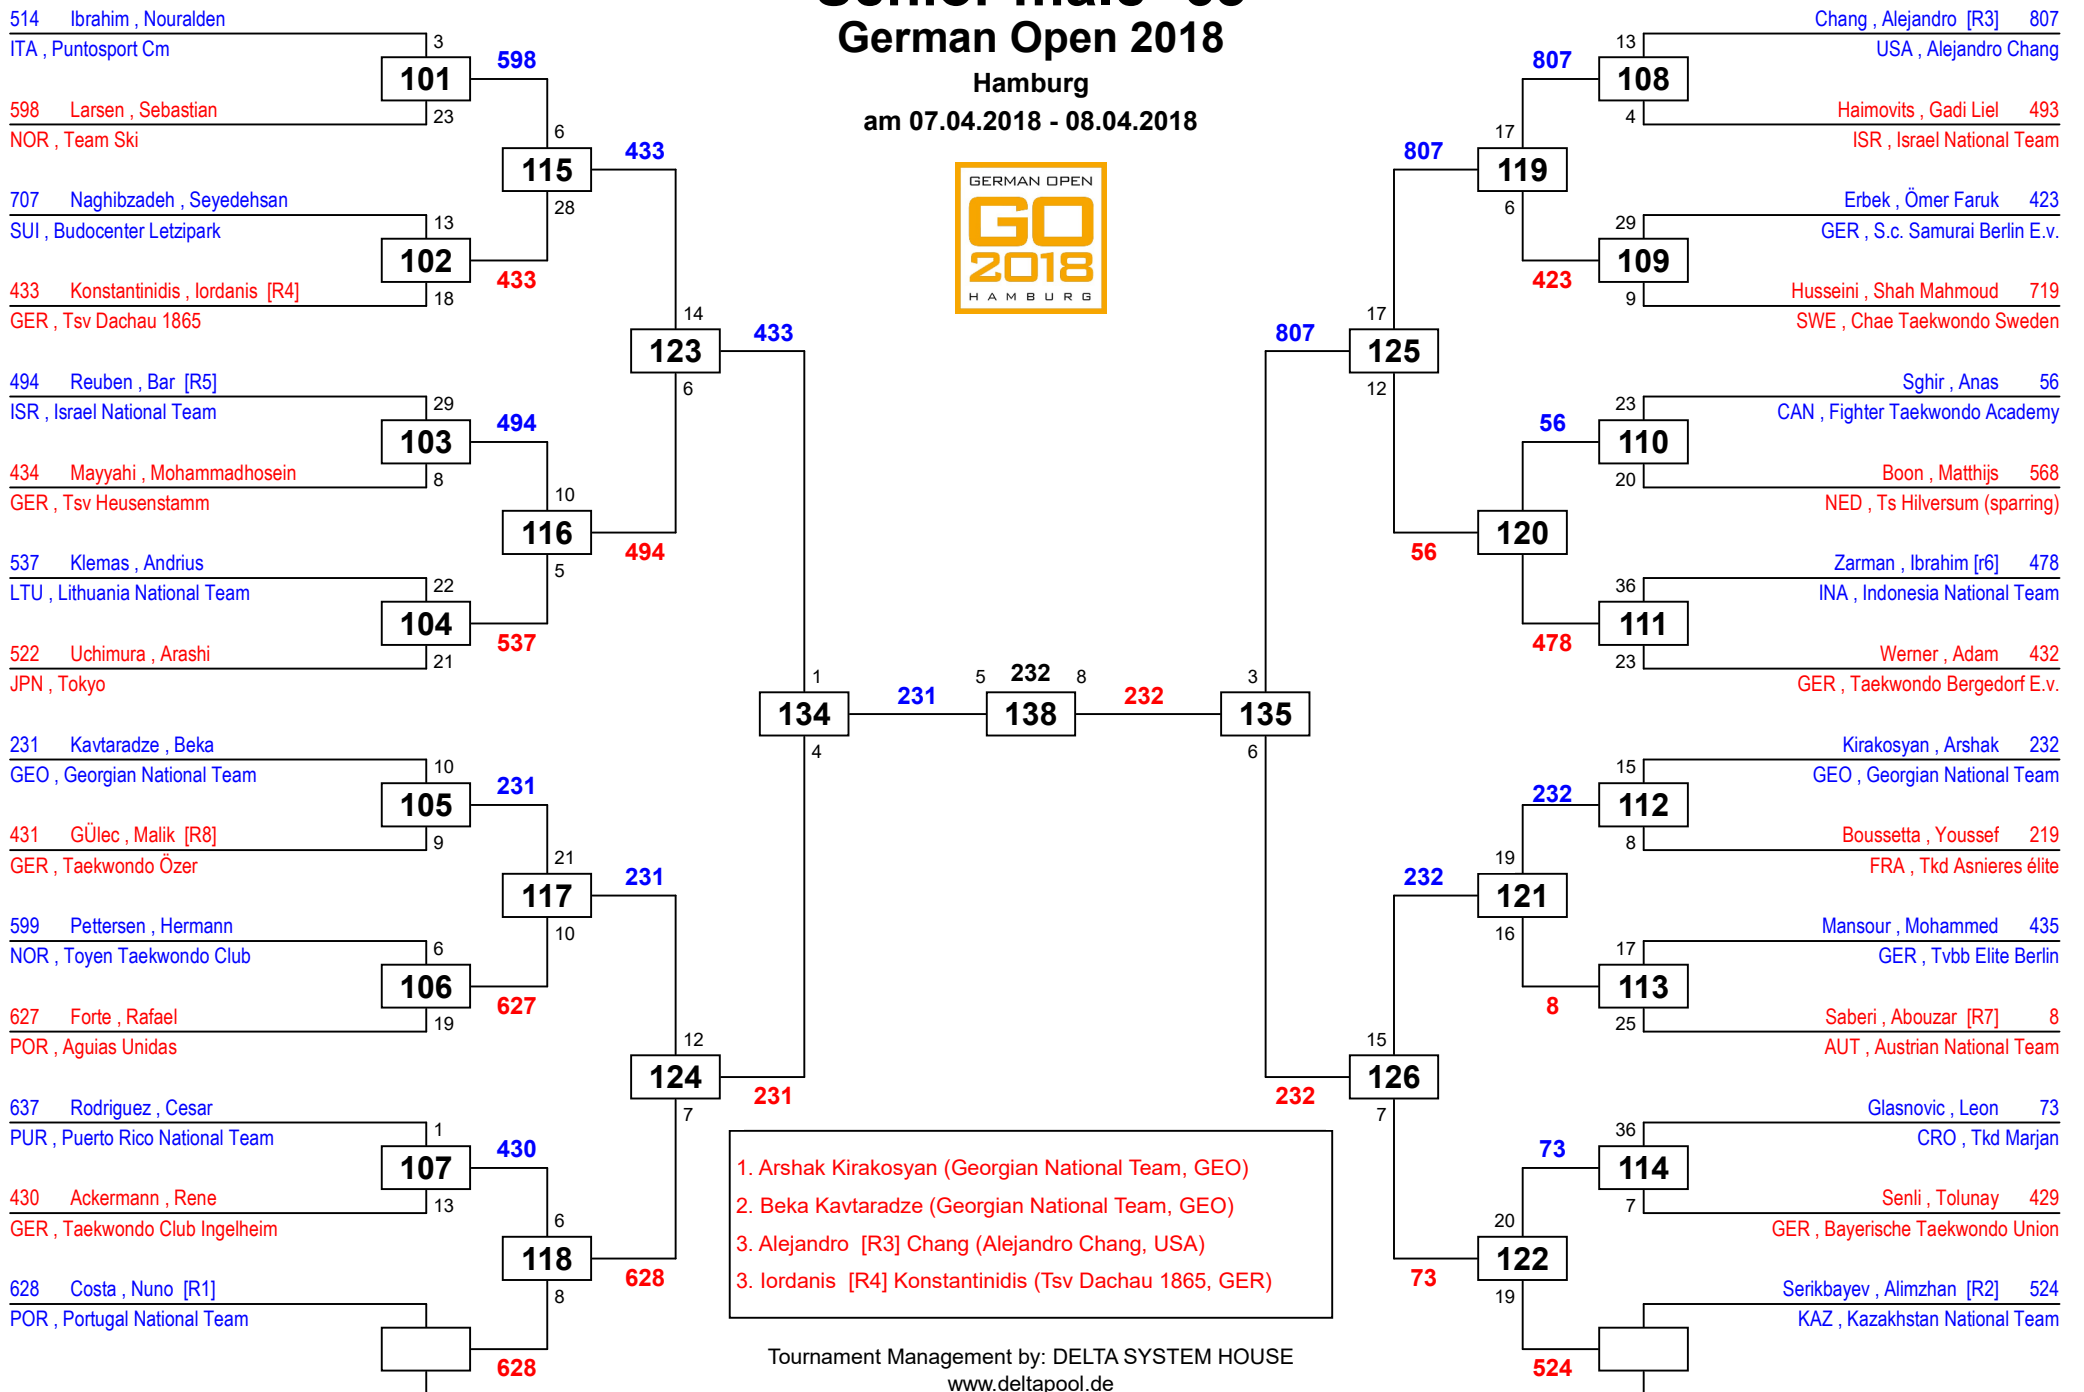 German Open 2018
Hamburg
am 07.04.2018 - 08.04.2018
GERMAN OPEN
GO
2018
HAMBURG
514 Ibrahim , Nouralden
ITA , Puntosport Cm
3
101
23
598
598 Larsen , Sebastian
NOR , Team Ski
6
115
28
433
707 Naghibzadeh , Seyedehsan
SUI , Budocenter Letzipark
13
102
18
433
433 Konstantinidis , Iordanis [R4]
GER , Tsv Dachau 1865
14
123
6
433
494 Reuben , Bar [R5]
ISR , Israel National Team
29
103
8
494
434 Mayyahi , Mohammadhosein
GER , Tsv Heusenstamm
10
116
5
494
537 Klemas , Andrius
LTU , Lithuania National Team
22
104
21
537
522 Uchimura , Arashi
JPN , Tokyo
1
134
4
231
5 232 8
138
232
231 Kavtaradze , Beka
GEO , Georgian National Team
10
105
9
231
431 GÜlec , Malik [R8]
GER , Taekwondo Özer
21
117
10
231
599 Pettersen , Hermann
NOR , Toyen Taekwondo Club
6
106
19
627
627 Forte , Rafael
POR , Aguias Unidas
12
124
7
231
637 Rodriguez , Cesar
PUR , Puerto Rico National Team
1
107
13
430
430 Ackermann , Rene
GER , Taekwondo Club Ingelheim
6
118
8
628
628 Costa , Nuno [R1]
POR , Portugal National Team
628
Chang , Alejandro [R3] 807
USA , Alejandro Chang
13
108
4
807
Haimovits , Gadi Liel 493
ISR , Israel National Team
17
119
6
807
Erbek , Ömer Faruk 423
GER , S.c. Samurai Berlin E.v.
29
109
9
423
Husseini , Shah Mahmoud 719
SWE , Chae Taekwondo Sweden
17
125
12
807
Sghir , Anas 56
CAN , Fighter Taekwondo Academy
23
110
20
56
Boon , Matthijs 568
NED , Ts Hilversum (sparring)
120
56
Zarman , Ibrahim [r6] 478
INA , Indonesia National Team
36
111
23
478
Werner , Adam 432
GER , Taekwondo Bergedorf E.v.
3
135
6
Kirakosyan , Arshak 232
GEO , Georgian National Team
15
112
8
232
Boussetta , Youssef 219
FRA , Tkd Asnieres élite
19
121
16
232
Mansour , Mohammed 435
GER , Tvbb Elite Berlin
17
113
25
8
Saberi , Abouzar [R7] 8
AUT , Austrian National Team
15
126
7
232
Glasnovic , Leon 73
CRO , Tkd Marjan
36
114
7
73
Senli , Tolunay 429
GER , Bayerische Taekwondo Union
20
122
19
73
Serikbayev , Alimzhan [R2] 524
KAZ , Kazakhstan National Team
524
1. Arshak Kirakosyan (Georgian National Team, GEO)
2. Beka Kavtaradze (Georgian National Team, GEO)
3. Alejandro [R3] Chang (Alejandro Chang, USA)
3. Iordanis [R4] Konstantinidis (Tsv Dachau 1865, GER)
Tournament Management by: DELTA SYSTEM HOUSE
www.deltapool.de